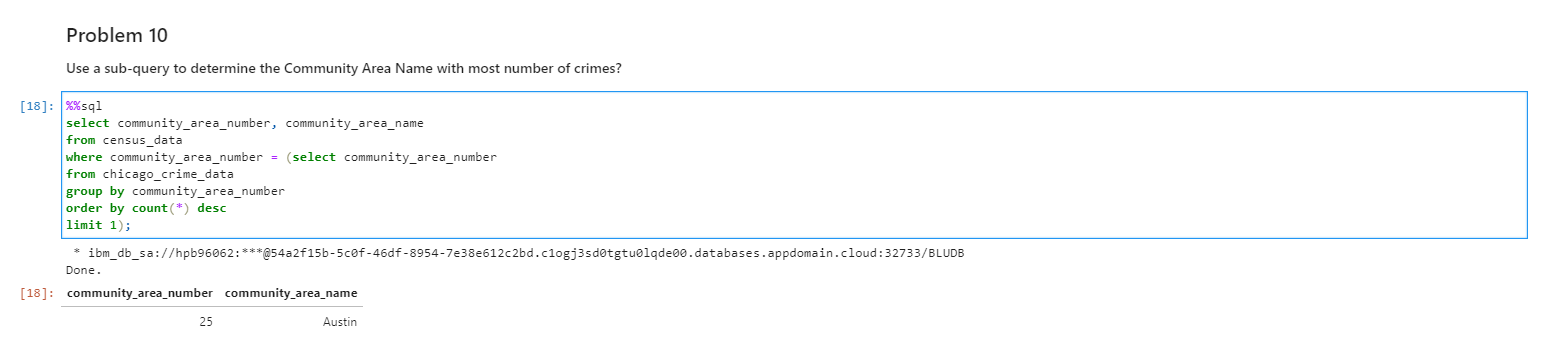 Problem 10
Use a sub-query to determine the Community Area Name with most number of crimes?
[18]: %%sql
select community_area_number, community_area_name
from census_data
where community_area_number = (select community_area_number
from chicago_crime_data
group by community_area_number
order by count(*) desc
limit 1);
* ibm_db_sa://hpb96062:***@54a2f15b-5c0f-46df-8954-7e38e612c2bd.c1ogj3sd0tgtu0lqde00.databases.appdomain.cloud:32733/BLUDB
Done.
[18]: community_area_number community_area_name
25 Austin